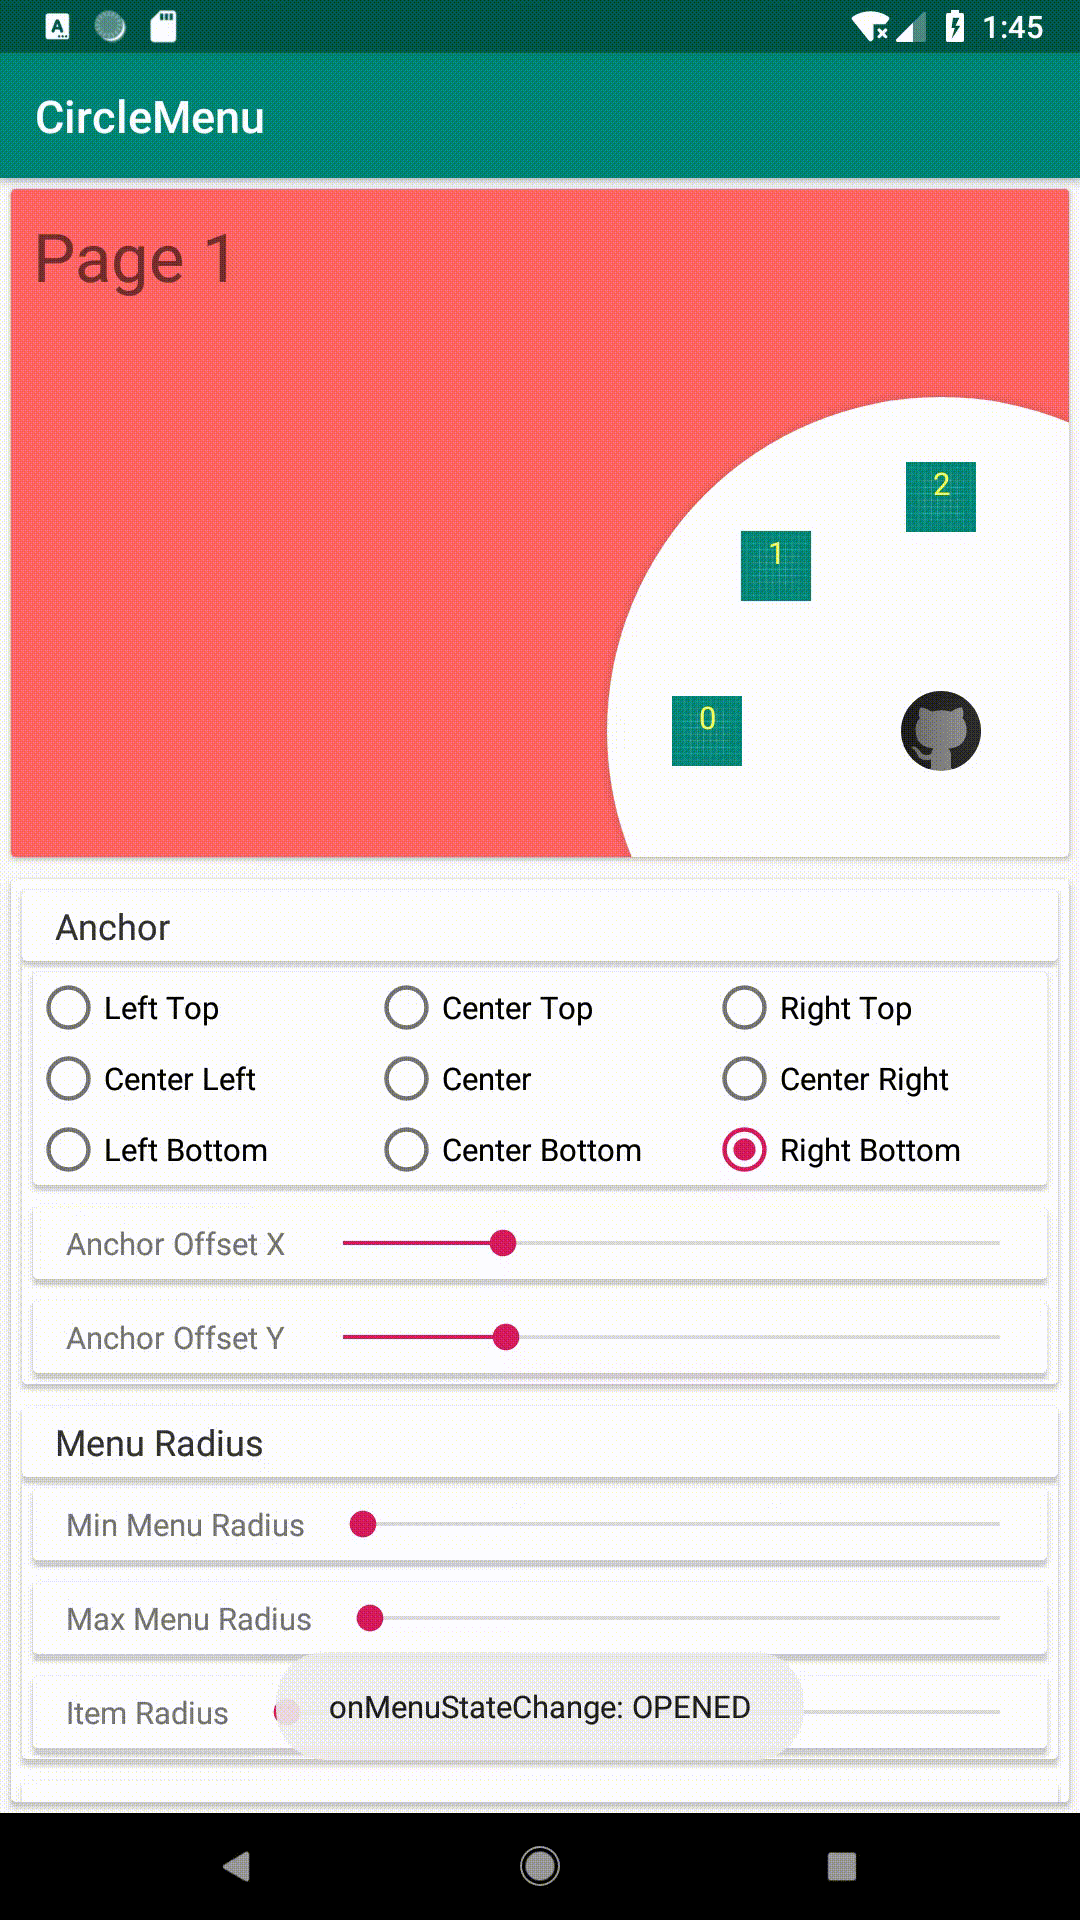 1:45
CircleMenu
Page 1
2
1
0
Anchor
Left Top Center Top Right Top
Center Left Center Center Right
Left Bottom Center Bottom Right Bottom
Anchor Offset X
Anchor Offset Y
Menu Radius
Min Menu Radius
Max Menu Radius
Item Radius
onMenuStateChange: OPENED